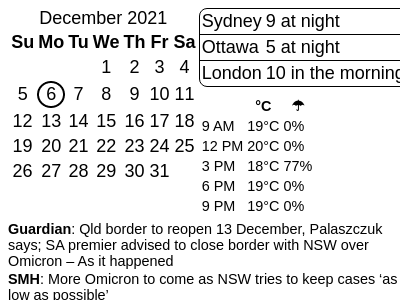 December 2021
Su Mo Tu We Th Fr Sa
1 2 3 4
5 6 7 8 9 10 11
12 13 14 15 16 17 18
19 20 21 22 23 24 25
26 27 28 29 30 31
Sydney 9 at night
Ottawa 5 at night
London 10 in the morning
°C ☂
9 AM 19°C 0%
12 PM 20°C 0%
3 PM 18°C 77%
6 PM 19°C 0%
9 PM 19°C 0%
Guardian: Qld border to reopen 13 December, Palaszczuk
says; SA premier advised to close border with NSW over
Omicron – As it happened
SMH: More Omicron to come as NSW tries to keep cases ‘as
low as possible’